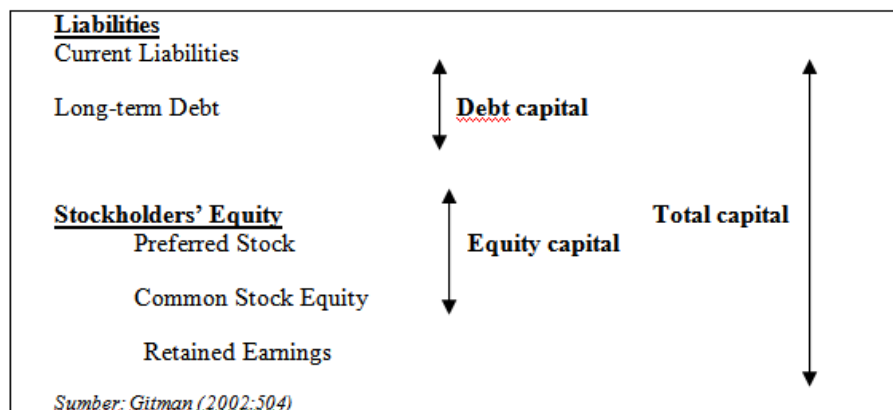 Liabilities
Current Liabilities
Long-term Debt
Debt capital
Stockholders’ Equity
Total capital
Preferred Stock
Equity capital
Common Stock Equity
Retained Earnings
Sumber: Gitman (2002:504)